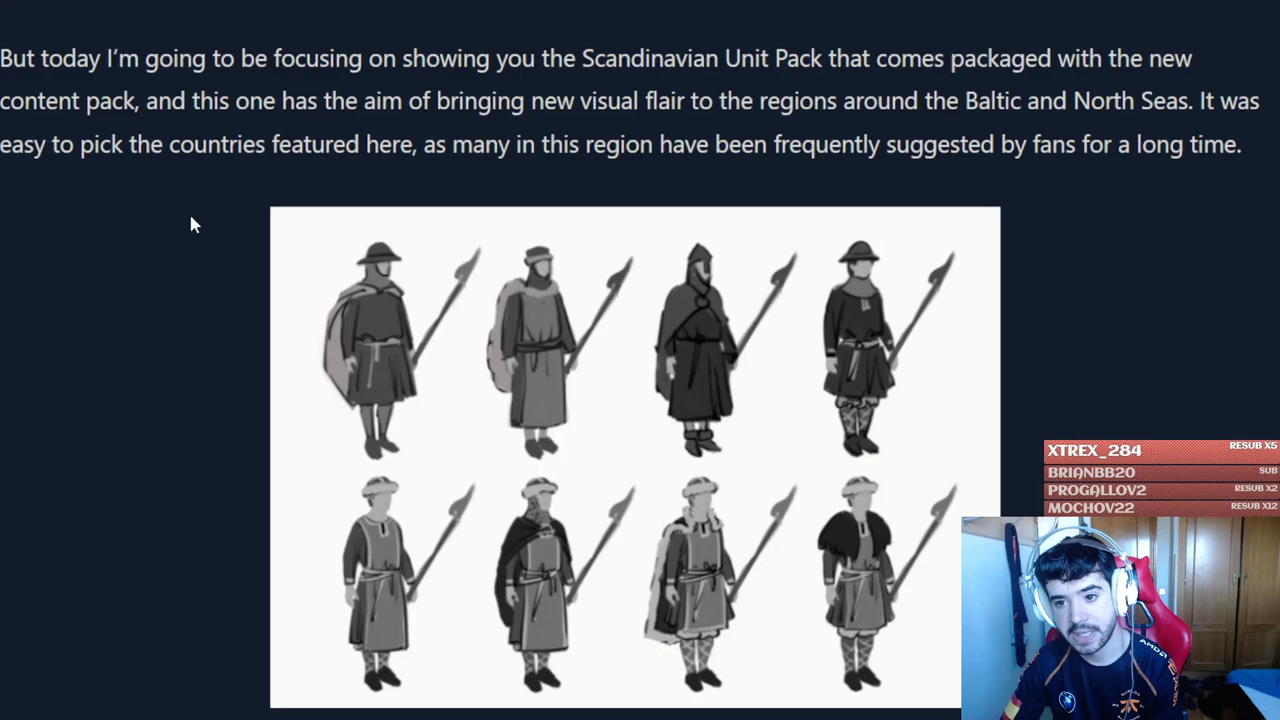 But today I’m going to be focusing on showing you the Scandinavian Unit Pack that comes packaged with the new
content pack, and this one has the aim of bringing new visual flair to the regions around the Baltic and North Seas. It was
easy to pick the countries featured here, as many in this region have been frequently suggested by fans for a long time.
XTREX_284 RESUB X5
BRIANBB20 SUB
PROGALLOV2 RESUB X2
MOCHOV22 RESUB X12
AMD